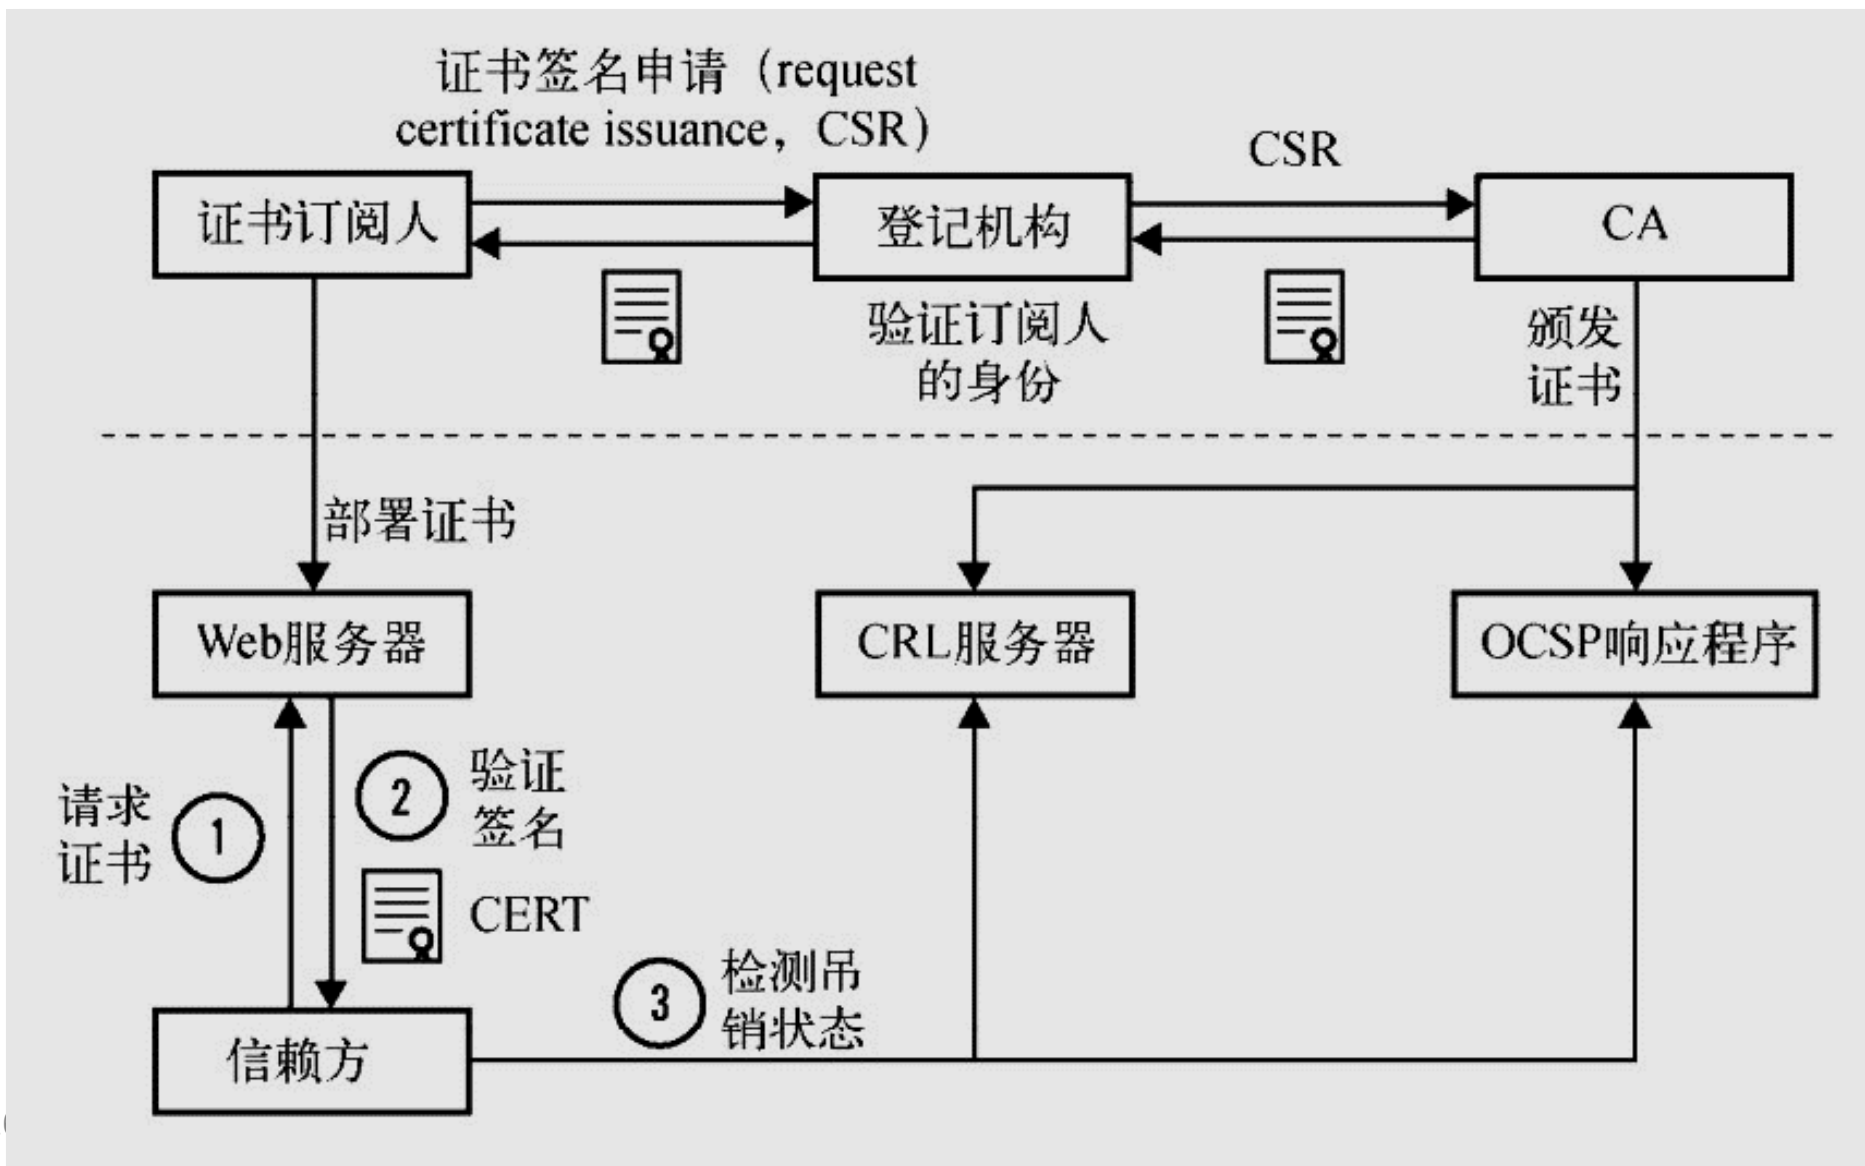 证书签名申请（request
certificate issuance，CSR）
CSR
证书订阅人
登记机构
CA
验证订阅人
的身份
颁发
证书
部署证书
Web服务器
CRL服务器
OCSP响应程序
请求
证书
1
2
验证
签名
CERT
3
检测吊
销状态
信赖方